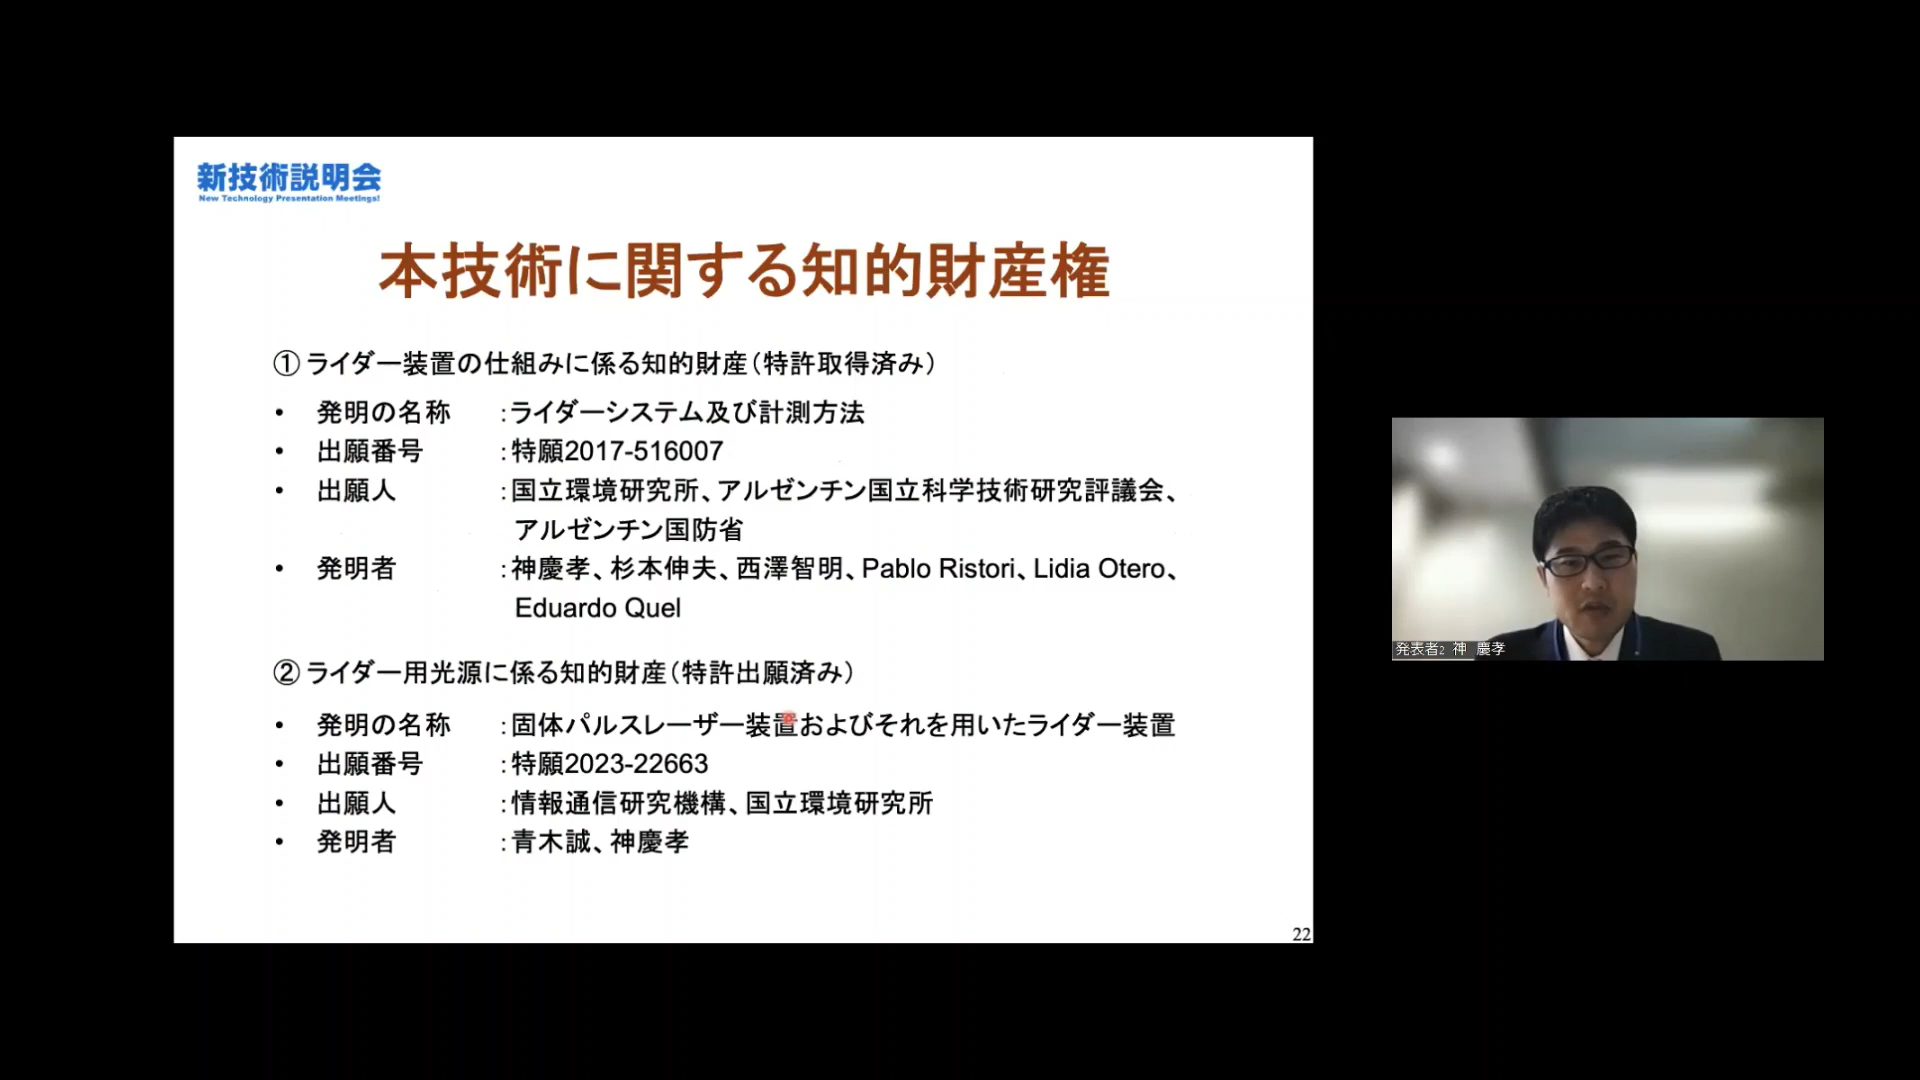 新技術説明会
New Technology Presentation Meetings!
本技術に関する知的財産権
① ライダー装置の仕組みに係る知的財産（特許取得済み）
• 発明の名称 ：ライダーシステム及び計測方法
• 出願番号 ：特願2017-516007
• 出願人 ：国立環境研究所、アルゼンチン国立科学技術研究評議会、
アルゼンチン国防省
• 発明者 ：神慶孝、杉本伸夫、西澤智明、Pablo Ristori、Lidia Otero、
Eduardo Quel
② ライダー用光源に係る知的財産（特許出願済み）
• 発明の名称 ：固体パルスレーザー装置およびそれを用いたライダー装置
• 出願番号 ：特願2023-22663
• 出願人 ：情報通信研究機構、国立環境研究所
• 発明者 ：青木誠、神慶孝
22
発表者2 神 慶孝